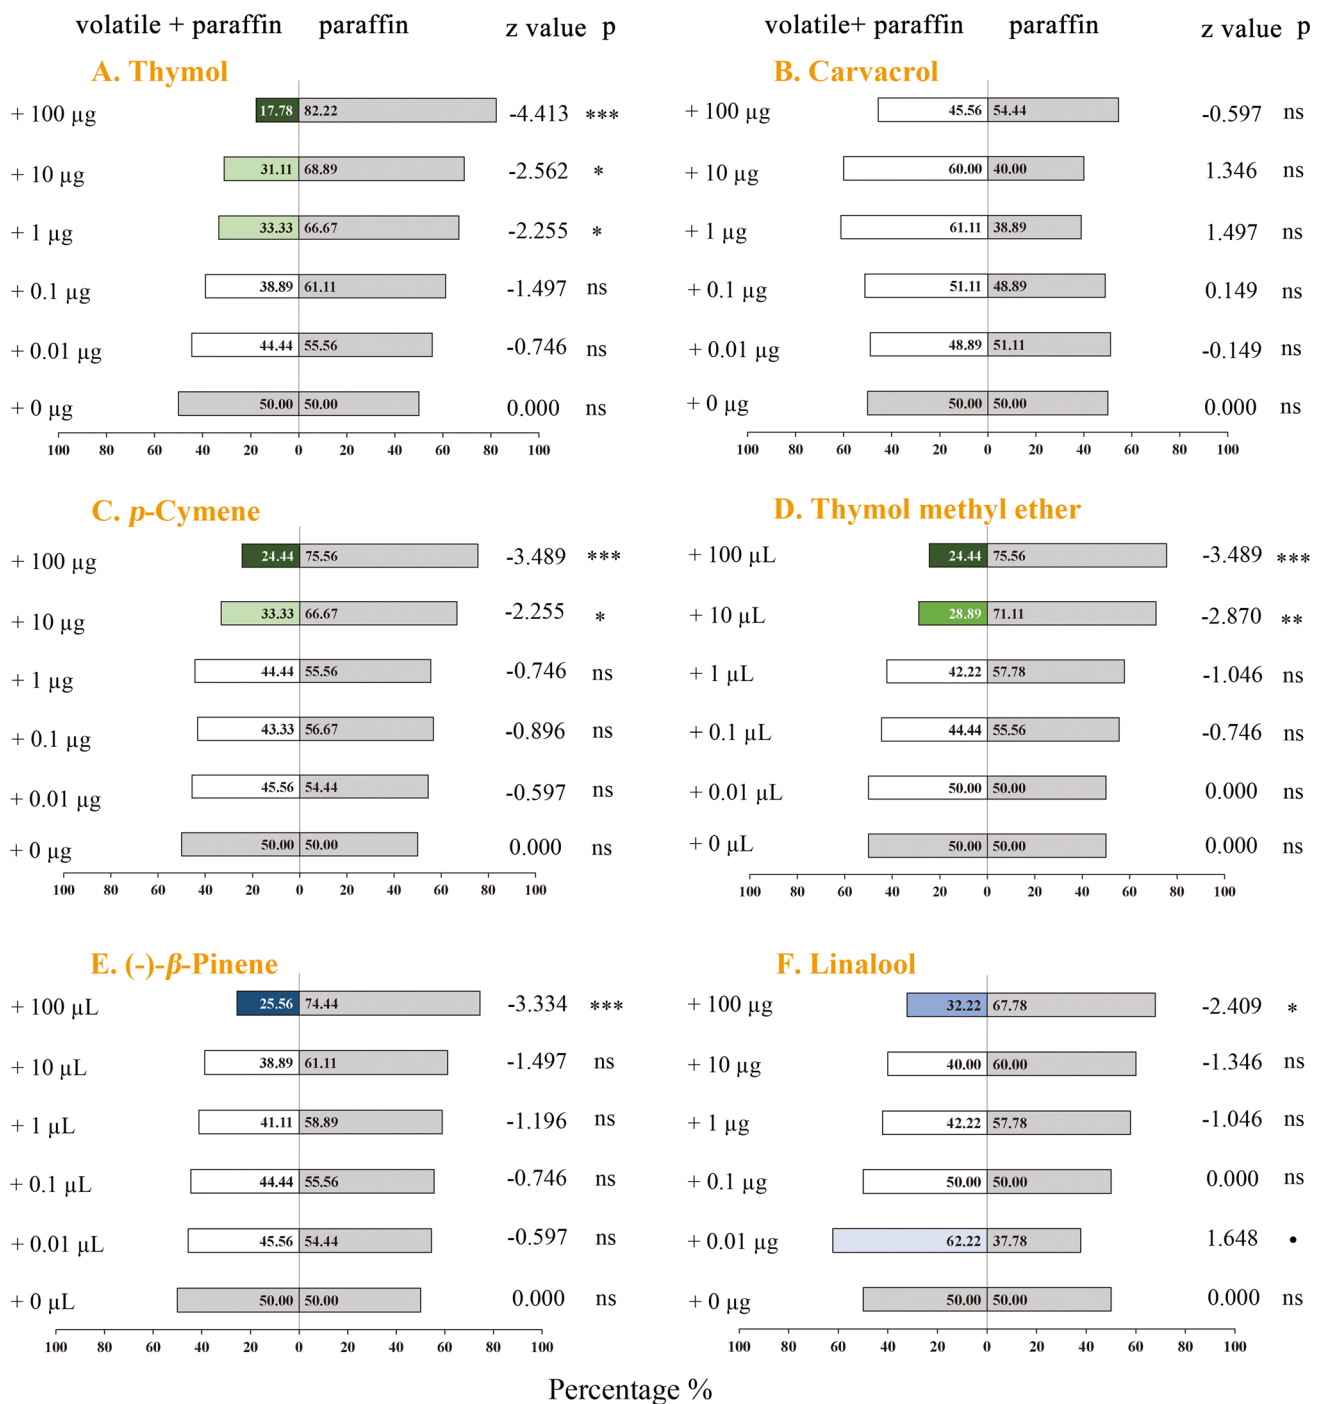 volatile + paraffin paraffin z value p
A. Thymol
+ 100 µg 17.78 82.22 -4.413 ***
+ 10 µg 31.11 68.89 -2.562 *
+ 1 µg 33.33 66.67 -2.255 *
+ 0.1 µg 38.89 61.11 -1.497 ns
+ 0.01 µg 44.44 55.56 -0.746 ns
+ 0 µg 50.00 50.00 0.000 ns
100 80 60 40 20 0 20 40 60 80 100
volatile+ paraffin paraffin z value p
B. Carvacrol
+ 100 µg 45.56 54.44 -0.597 ns
+ 10 µg 60.00 40.00 1.346 ns
+ 1 µg 61.11 38.89 1.497 ns
+ 0.1 µg 51.11 48.89 0.149 ns
+ 0.01 µg 48.89 51.11 -0.149 ns
+ 0 µg 50.00 50.00 0.000 ns
100 80 60 40 20 0 20 40 60 80 100
C. p-Cymene
+ 100 µg 24.44 75.56 -3.489 ***
+ 10 µg 33.33 66.67 -2.255 *
+ 1 µg 44.44 55.56 -0.746 ns
+ 0.1 µg 43.33 56.67 -0.896 ns
+ 0.01 µg 45.56 54.44 -0.597 ns
+ 0 µg 50.00 50.00 0.000 ns
100 80 60 40 20 0 20 40 60 80 100
D. Thymol methyl ether
+ 100 µL 24.44 75.56 -3.489 ***
+ 10 µL 28.89 71.11 -2.870 **
+ 1 µL 42.22 57.78 -1.046 ns
+ 0.1 µL 44.44 55.56 -0.746 ns
+ 0.01 µL 50.00 50.00 0.000 ns
+ 0 µL 50.00 50.00 0.000 ns
100 80 60 40 20 0 20 40 60 80 100
E. (-)-β-Pinene
+ 100 µL 25.56 74.44 -3.334 ***
+ 10 µL 38.89 61.11 -1.497 ns
+ 1 µL 41.11 58.89 -1.196 ns
+ 0.1 µL 44.44 55.56 -0.746 ns
+ 0.01 µL 45.56 54.44 -0.597 ns
+ 0 µL 50.00 50.00 0.000 ns
100 80 60 40 20 0 20 40 60 80 100
F. Linalool
+ 100 µg 32.22 67.78 -2.409 *
+ 10 µg 40.00 60.00 -1.346 ns
+ 1 µg 42.22 57.78 -1.046 ns
+ 0.1 µg 50.00 50.00 0.000 ns
+ 0.01 µg 62.22 37.78 1.648 •
+ 0 µg 50.00 50.00 0.000 ns
100 80 60 40 20 0 20 40 60 80 100
Percentage %